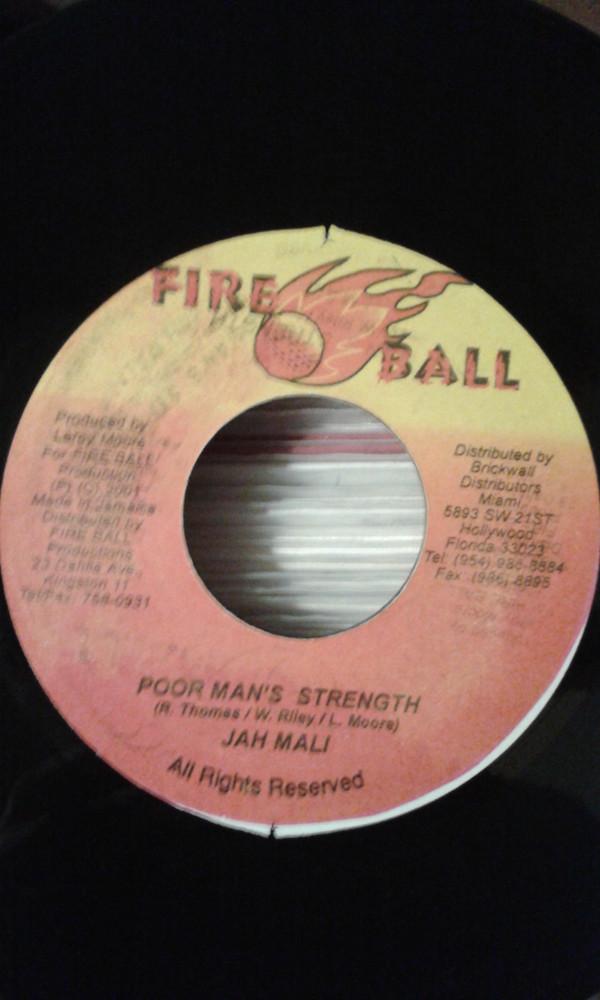 FIRE BALL
Produced by
Leroy Moore
For FIRE BALL
Production
(P) (C) 2001
Made in Jamaica
Distributed by
FIRE BALL
Productions
23 Dahlia Ave.
Kingston 11
Tel/Fax: 758-0931
Distributed by
Brickwall
Distributors
Miami
5893 SW 21ST
Hollywood
Florida 33023
Tel: (954) 985-8884
Fax: (986) 8895
POOR MAN'S STRENGTH
(R. Thomas / W. Riley / L. Moore)
JAH MALI
All Rights Reserved